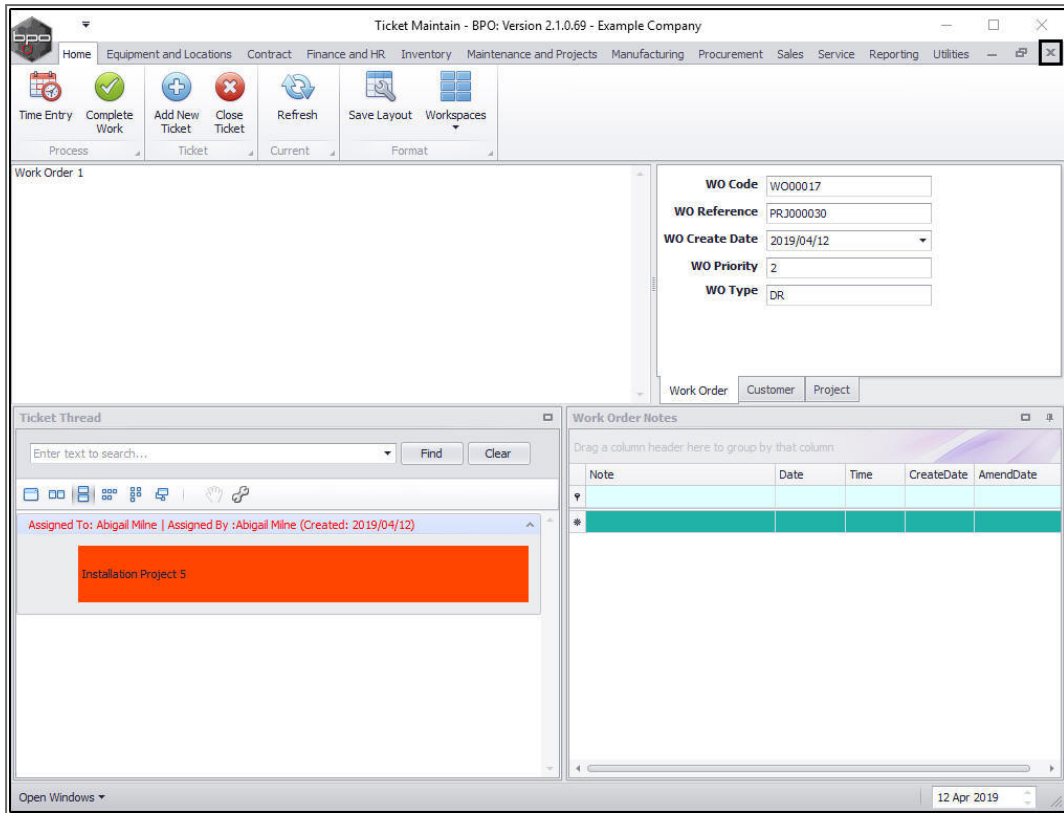 Ticket Maintain - BPO: Version 2.1.0.69 - Example Company
bpo
Home Equipment and Locations Contract Finance and HR Inventory Maintenance and Projects Manufacturing Procurement Sales Service Reporting Utilities
Time Entry Complete Work Add New Ticket Close Ticket Refresh Save Layout Workspaces
Process Ticket Current Format
Work Order 1
WO Code WO00017
WO Reference PRJ000030
WO Create Date 2019/04/12
WO Priority 2
WO Type DR
Work Order Customer Project
Ticket Thread
Enter text to search... Find Clear
Assigned To: Abigail Milne | Assigned By :Abigail Milne (Created: 2019/04/12)
Installation Project 5
Work Order Notes
Drag a column header here to group by that column
Note Date Time CreateDate AmendDate
Open Windows 12 Apr 2019